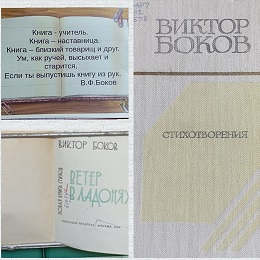 Книга - учитель,
Книга – наставница,
Книга – близкий товарищ и друг.
Ум, как ручей, высыхает и
старится,
Если ты выпустишь книгу из рук.
В.Ф.Боков
ВИКТОР БОКОВ
ВЕТЕР
В ЛАДОНЯХ
ВИКТОР
БОКОВ
СТИХОТВОРЕНИЯ